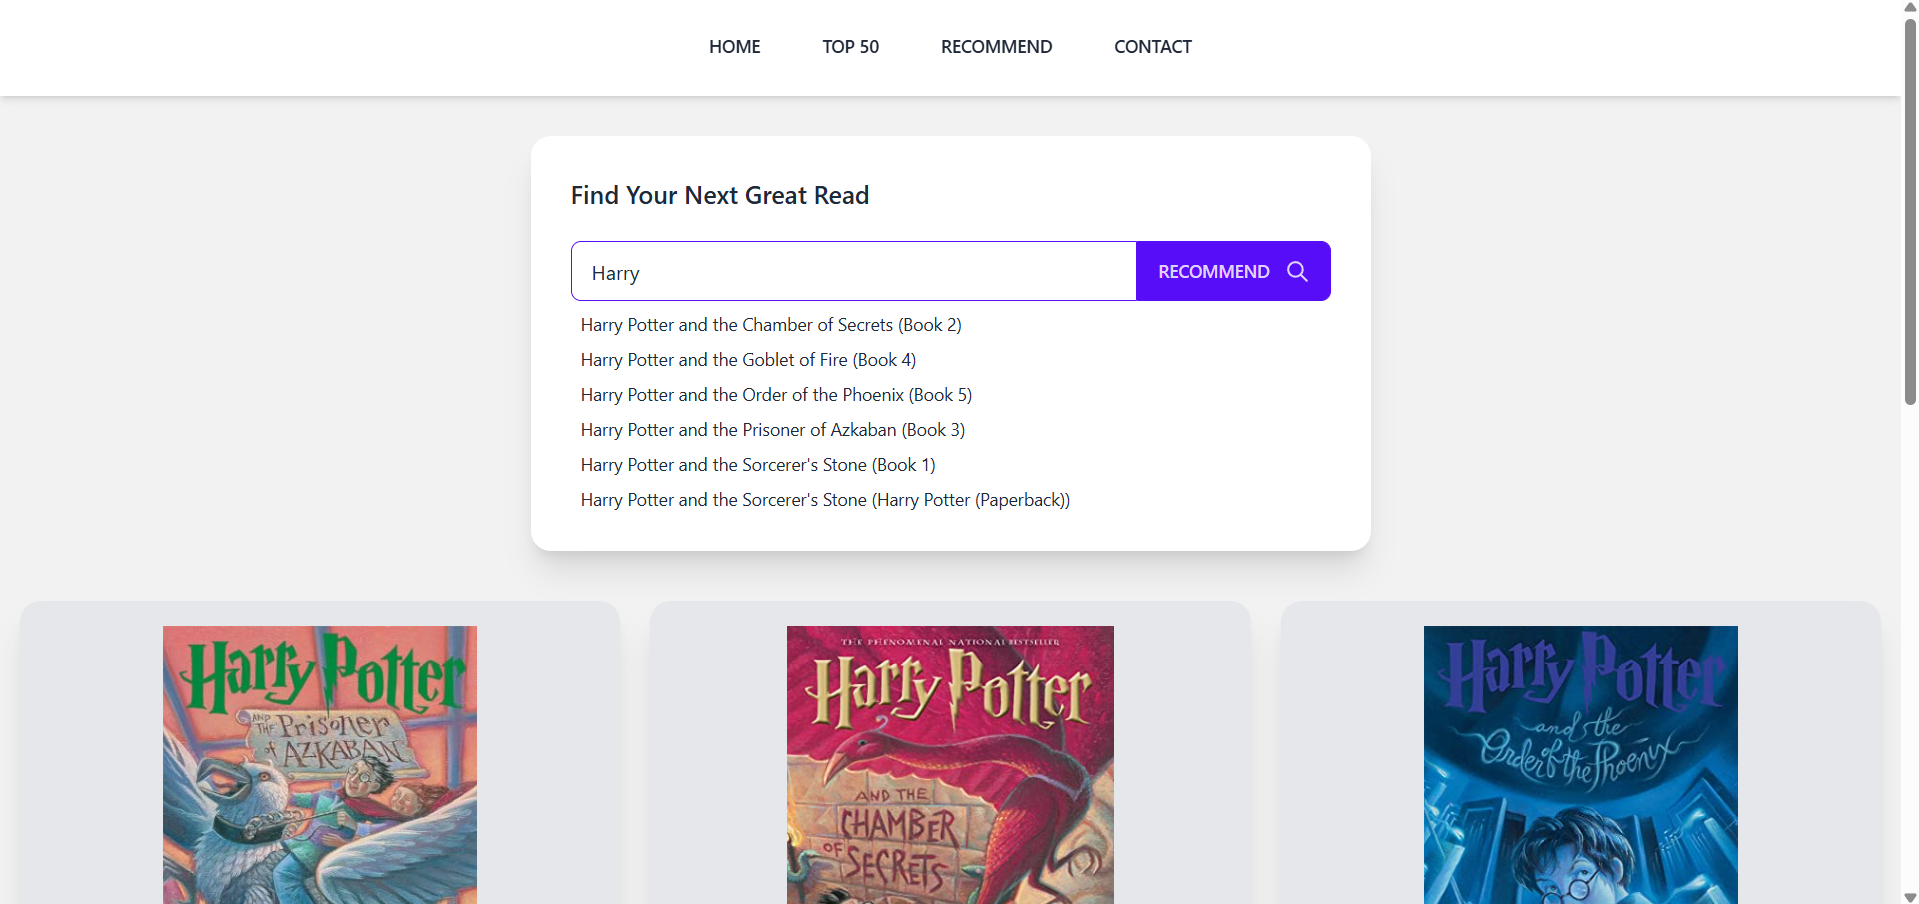 HOME TOP 50 RECOMMEND CONTACT
Find Your Next Great Read
Harry
RECOMMEND
Harry Potter and the Chamber of Secrets (Book 2)
Harry Potter and the Goblet of Fire (Book 4)
Harry Potter and the Order of the Phoenix (Book 5)
Harry Potter and the Prisoner of Azkaban (Book 3)
Harry Potter and the Sorcerer's Stone (Book 1)
Harry Potter and the Sorcerer's Stone (Harry Potter (Paperback))
Harry Potter
AND THE Prisoner
of AZKABAN
THE PHENOMENAL NATIONAL BESTSELLER
Harry Potter
AND THE
CHAMBER
OF SECRETS
Harry Potter
and the
Order of the Phoenix